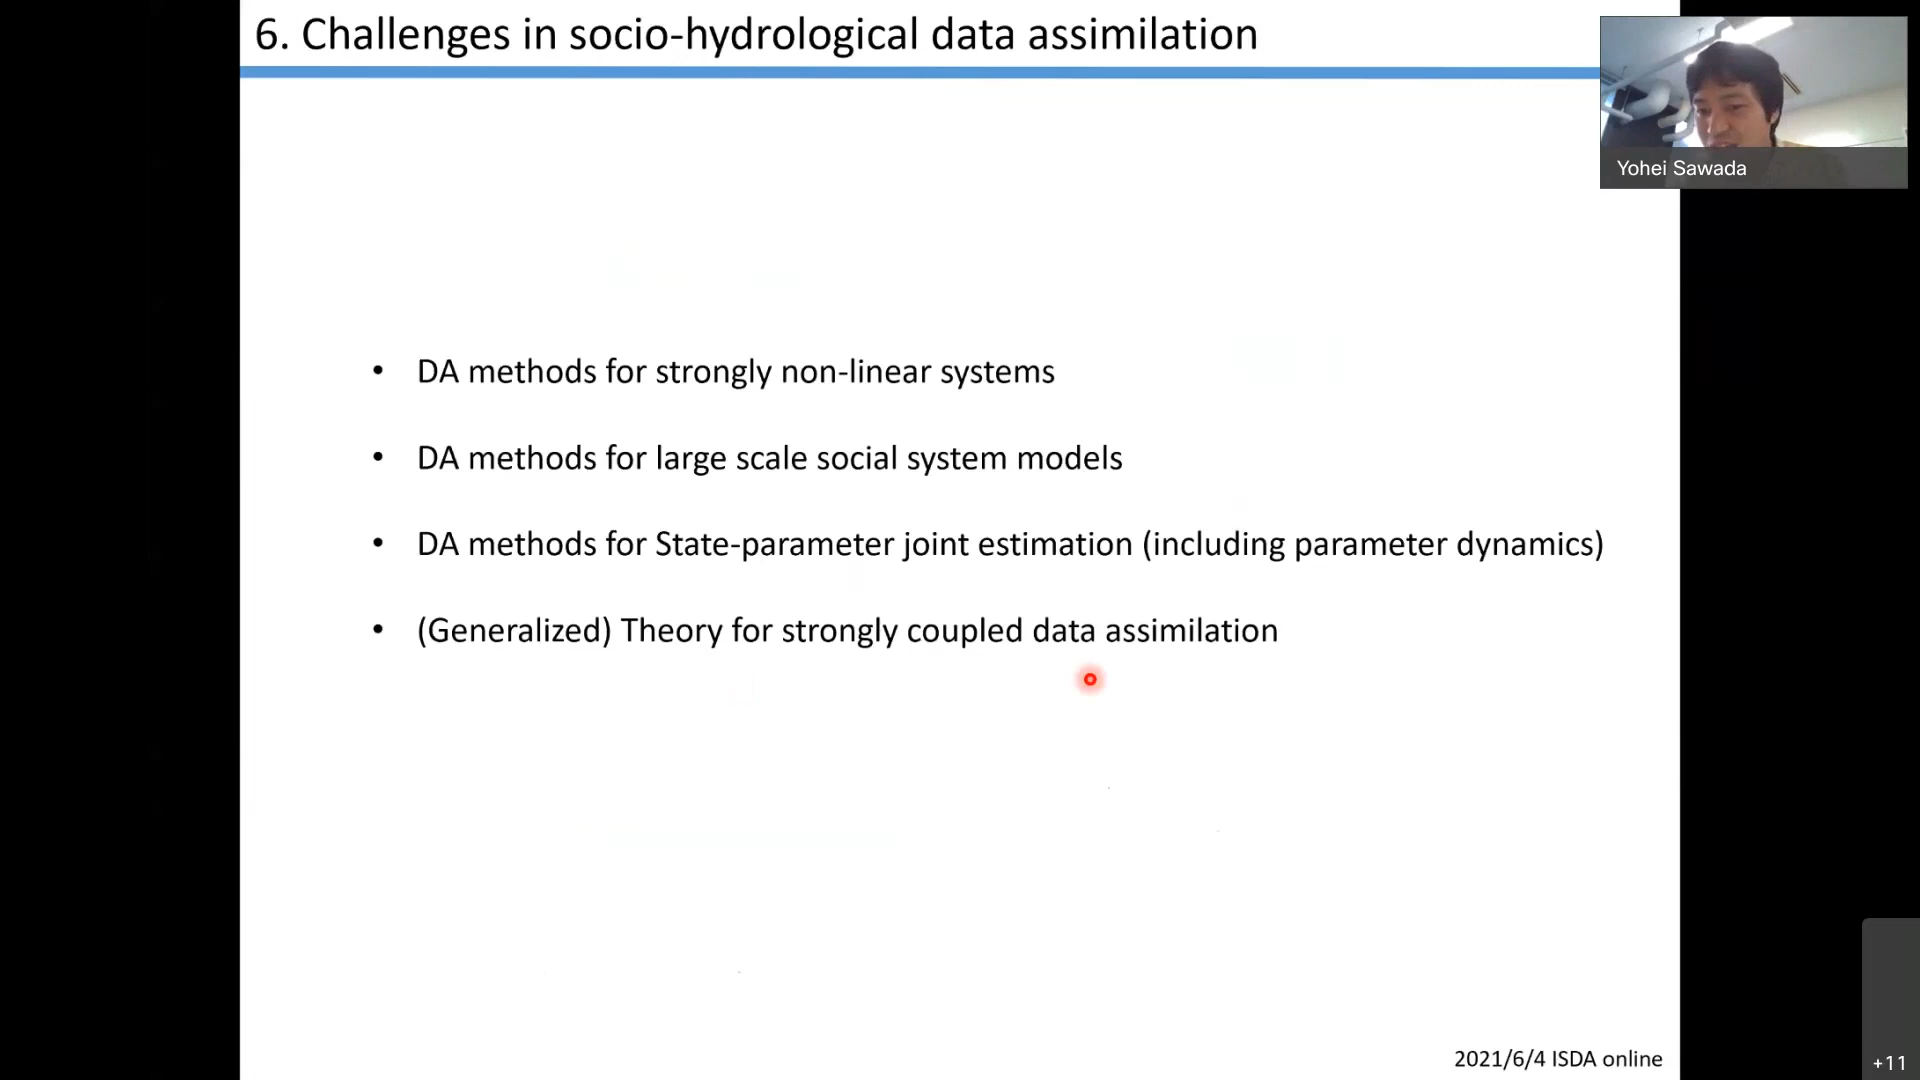 6. Challenges in socio-hydrological data assimilation
Yohei Sawada
• DA methods for strongly non-linear systems
• DA methods for large scale social system models
• DA methods for State-parameter joint estimation (including parameter dynamics)
• (Generalized) Theory for strongly coupled data assimilation
2021/6/4 ISDA online
+11